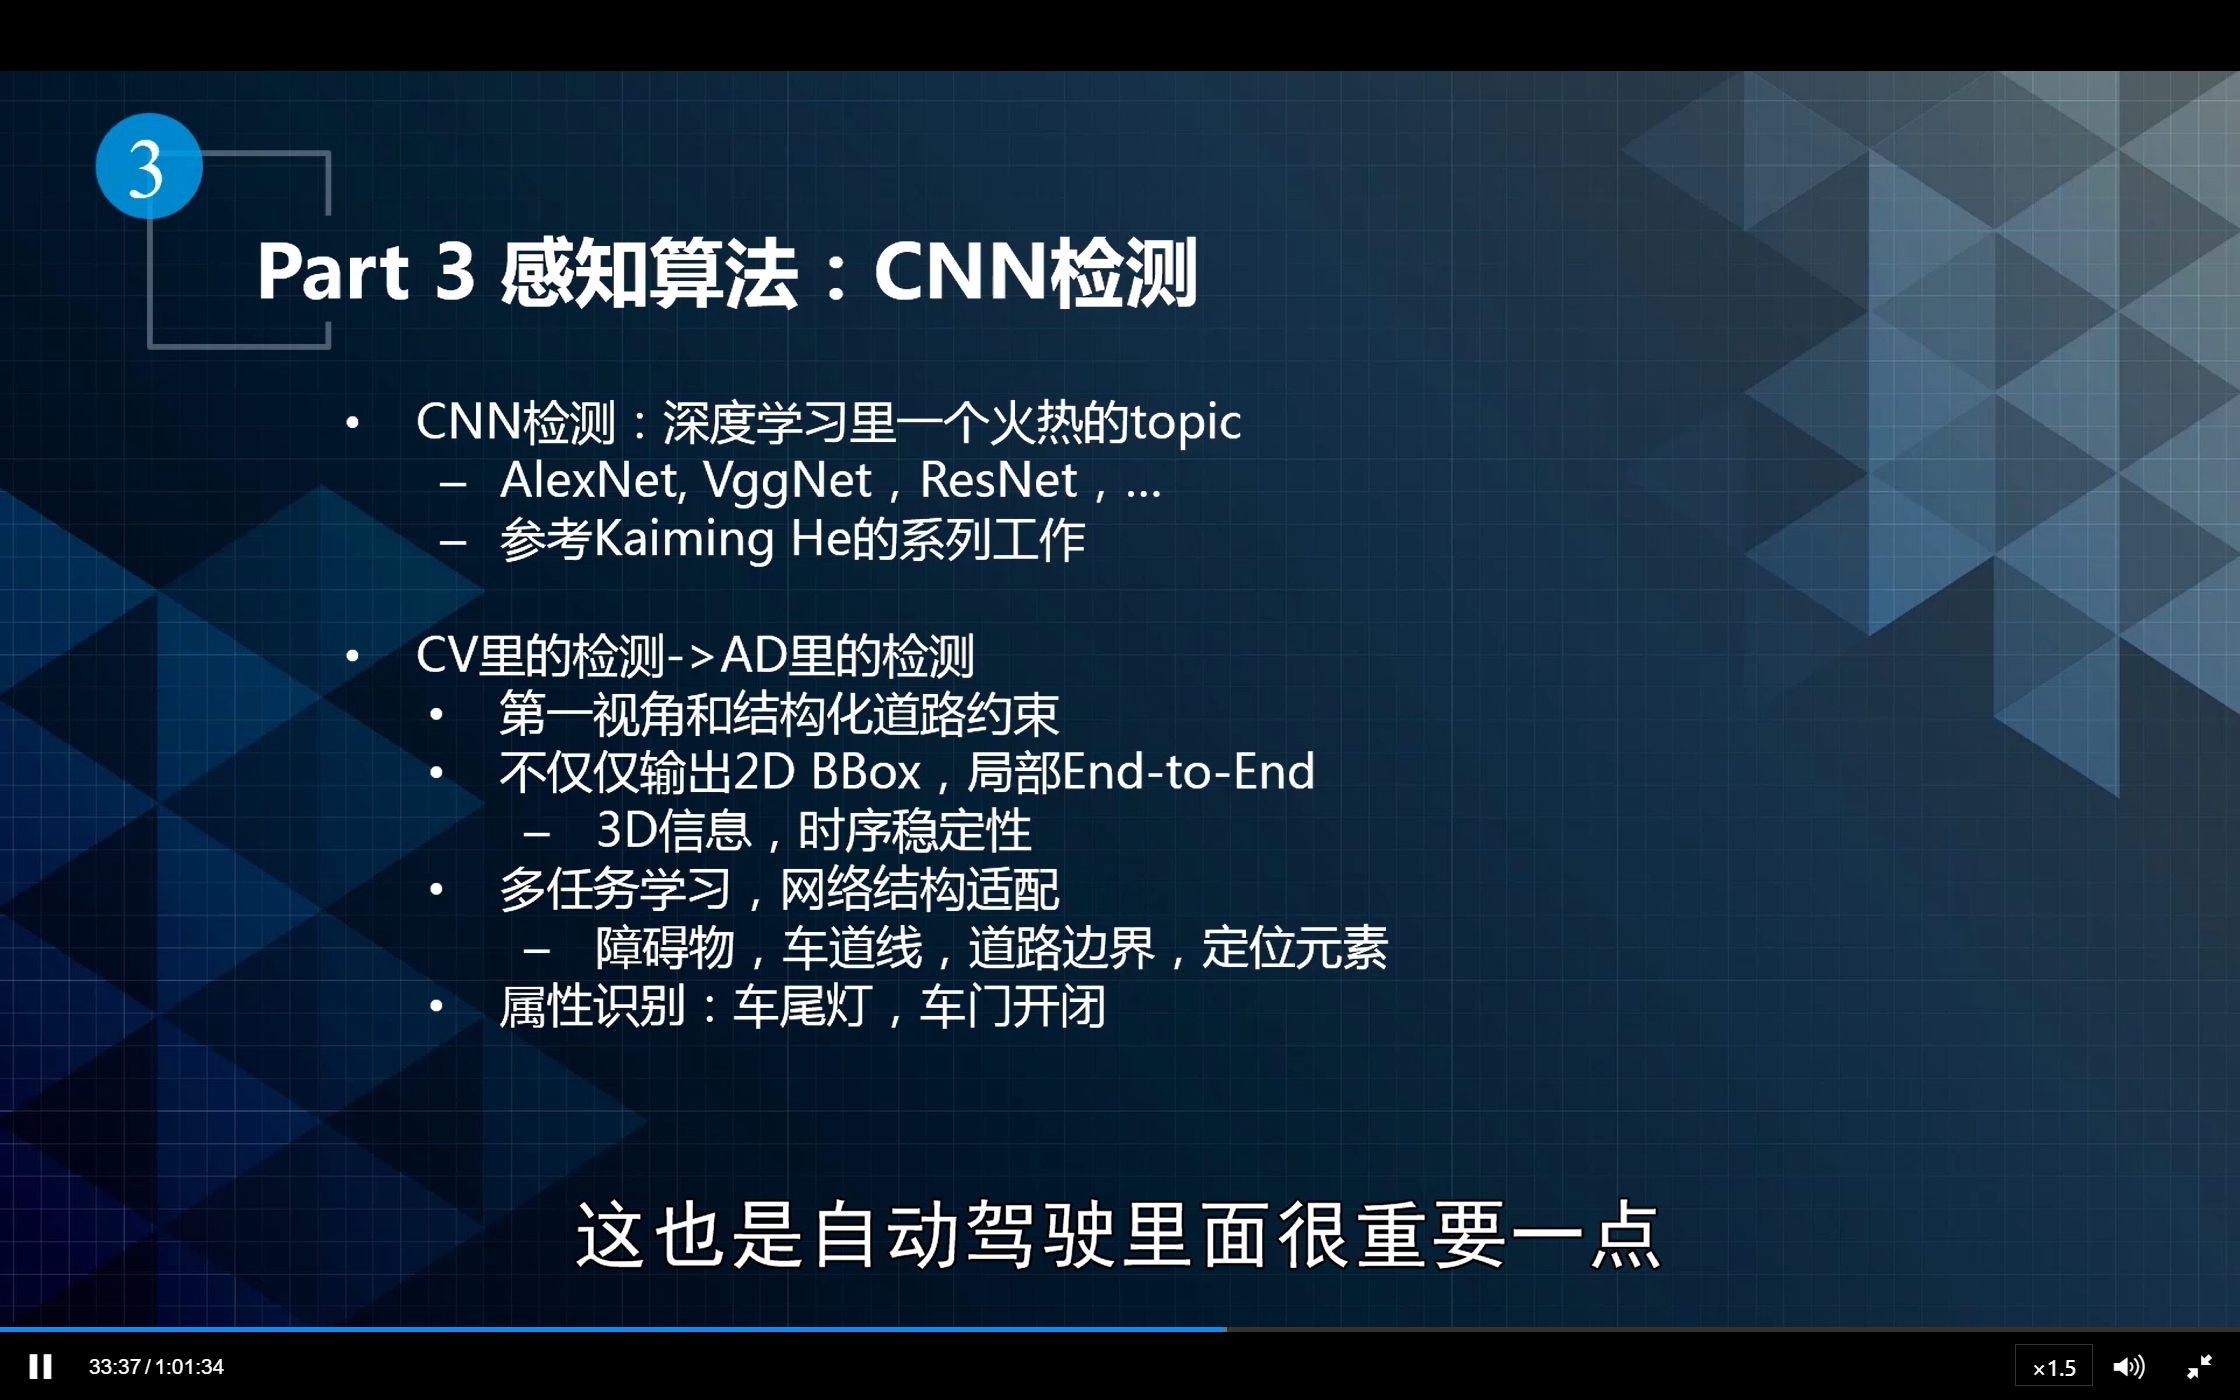 3
Part 3 感知算法：CNN检测
• CNN检测：深度学习里一个火热的topic
– AlexNet, VggNet，ResNet，...
– 参考Kaiming He的系列工作
• CV里的检测->AD里的检测
• 第一视角和结构化道路约束
• 不仅仅输出2D BBox，局部End-to-End
– 3D信息，时序稳定性
• 多任务学习，网络结构适配
– 障碍物，车道线，道路边界，定位元素
• 属性识别：车尾灯，车门开闭
这也是自动驾驶里面很重要一点
33:37/1:01:34
×1.5